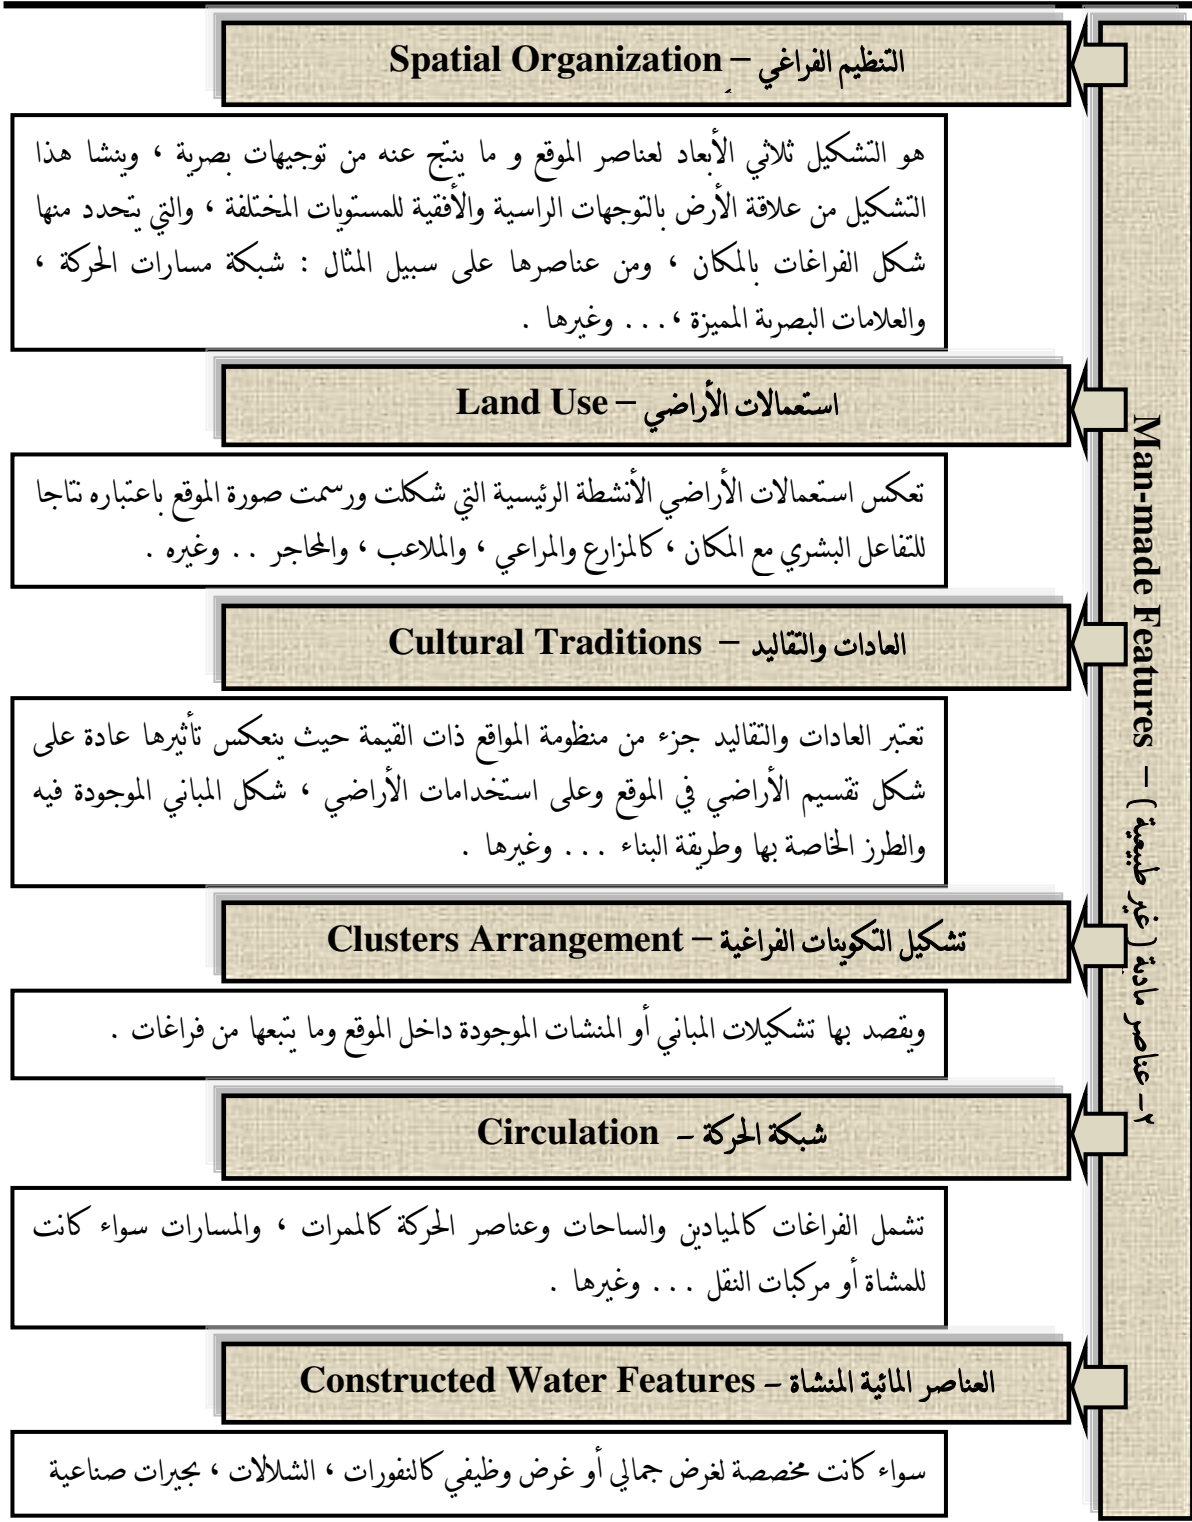 ٢- عناصر مادية ( غير طبيعية ) – Man-made Features
التنظيم الفراغي – Spatial Organization
هو التشكيل ثلاثي الأبعاد لعناصر الموقع و ما ينتج عنه من توجيهات بصرية ، وينشا هذا
التشكيل من علاقة الأرض بالتوجهات الراسية والأفقية للمستويات المختلفة ، والتي يتحدد منها
شكل الفراغات بالمكان ، ومن عناصرها على سبيل المثال : شبكة مسارات الحركة ،
والعلامات البصرية المميزة ،... وغيرها .
استعمالات الأراضي – Land Use
تعكس استعمالات الأراضي الأنشطة الرئيسية التي شكلت ورسمت صورة الموقع باعتباره نتاجا
للتفاعل البشري مع المكان ، كالمزارع والمراعي ، والملاعب ، والمحاجر .. وغيره .
العادات والتقاليد – Cultural Traditions
تعتبر العادات والتقاليد جزء من منظومة المواقع ذات القيمة حيث ينعكس تأثيرها عادة على
شكل تقسيم الأراضي في الموقع وعلى استخدامات الأراضي ، شكل المباني الموجودة فيه
والطرز الخاصة بها وطريقة البناء ... وغيرها .
تشكيل التكوينات الفراغية – Clusters Arrangement
ويقصد بها تشكيلات المباني أو المنشات الموجودة داخل الموقع وما يتبعها من فراغات .
شبكة الحركة – Circulation
تشمل الفراغات كالميادين والساحات وعناصر الحركة كالممرات ، والمسارات سواء كانت
للمشاة أو مركبات النقل ... وغيرها .
العناصر المائية المنشاة – Constructed Water Features
سواء كانت مخصصة لغرض جمالي أو غرض وظيفي كالنفورات ، الشلالات ، بحيرات صناعية